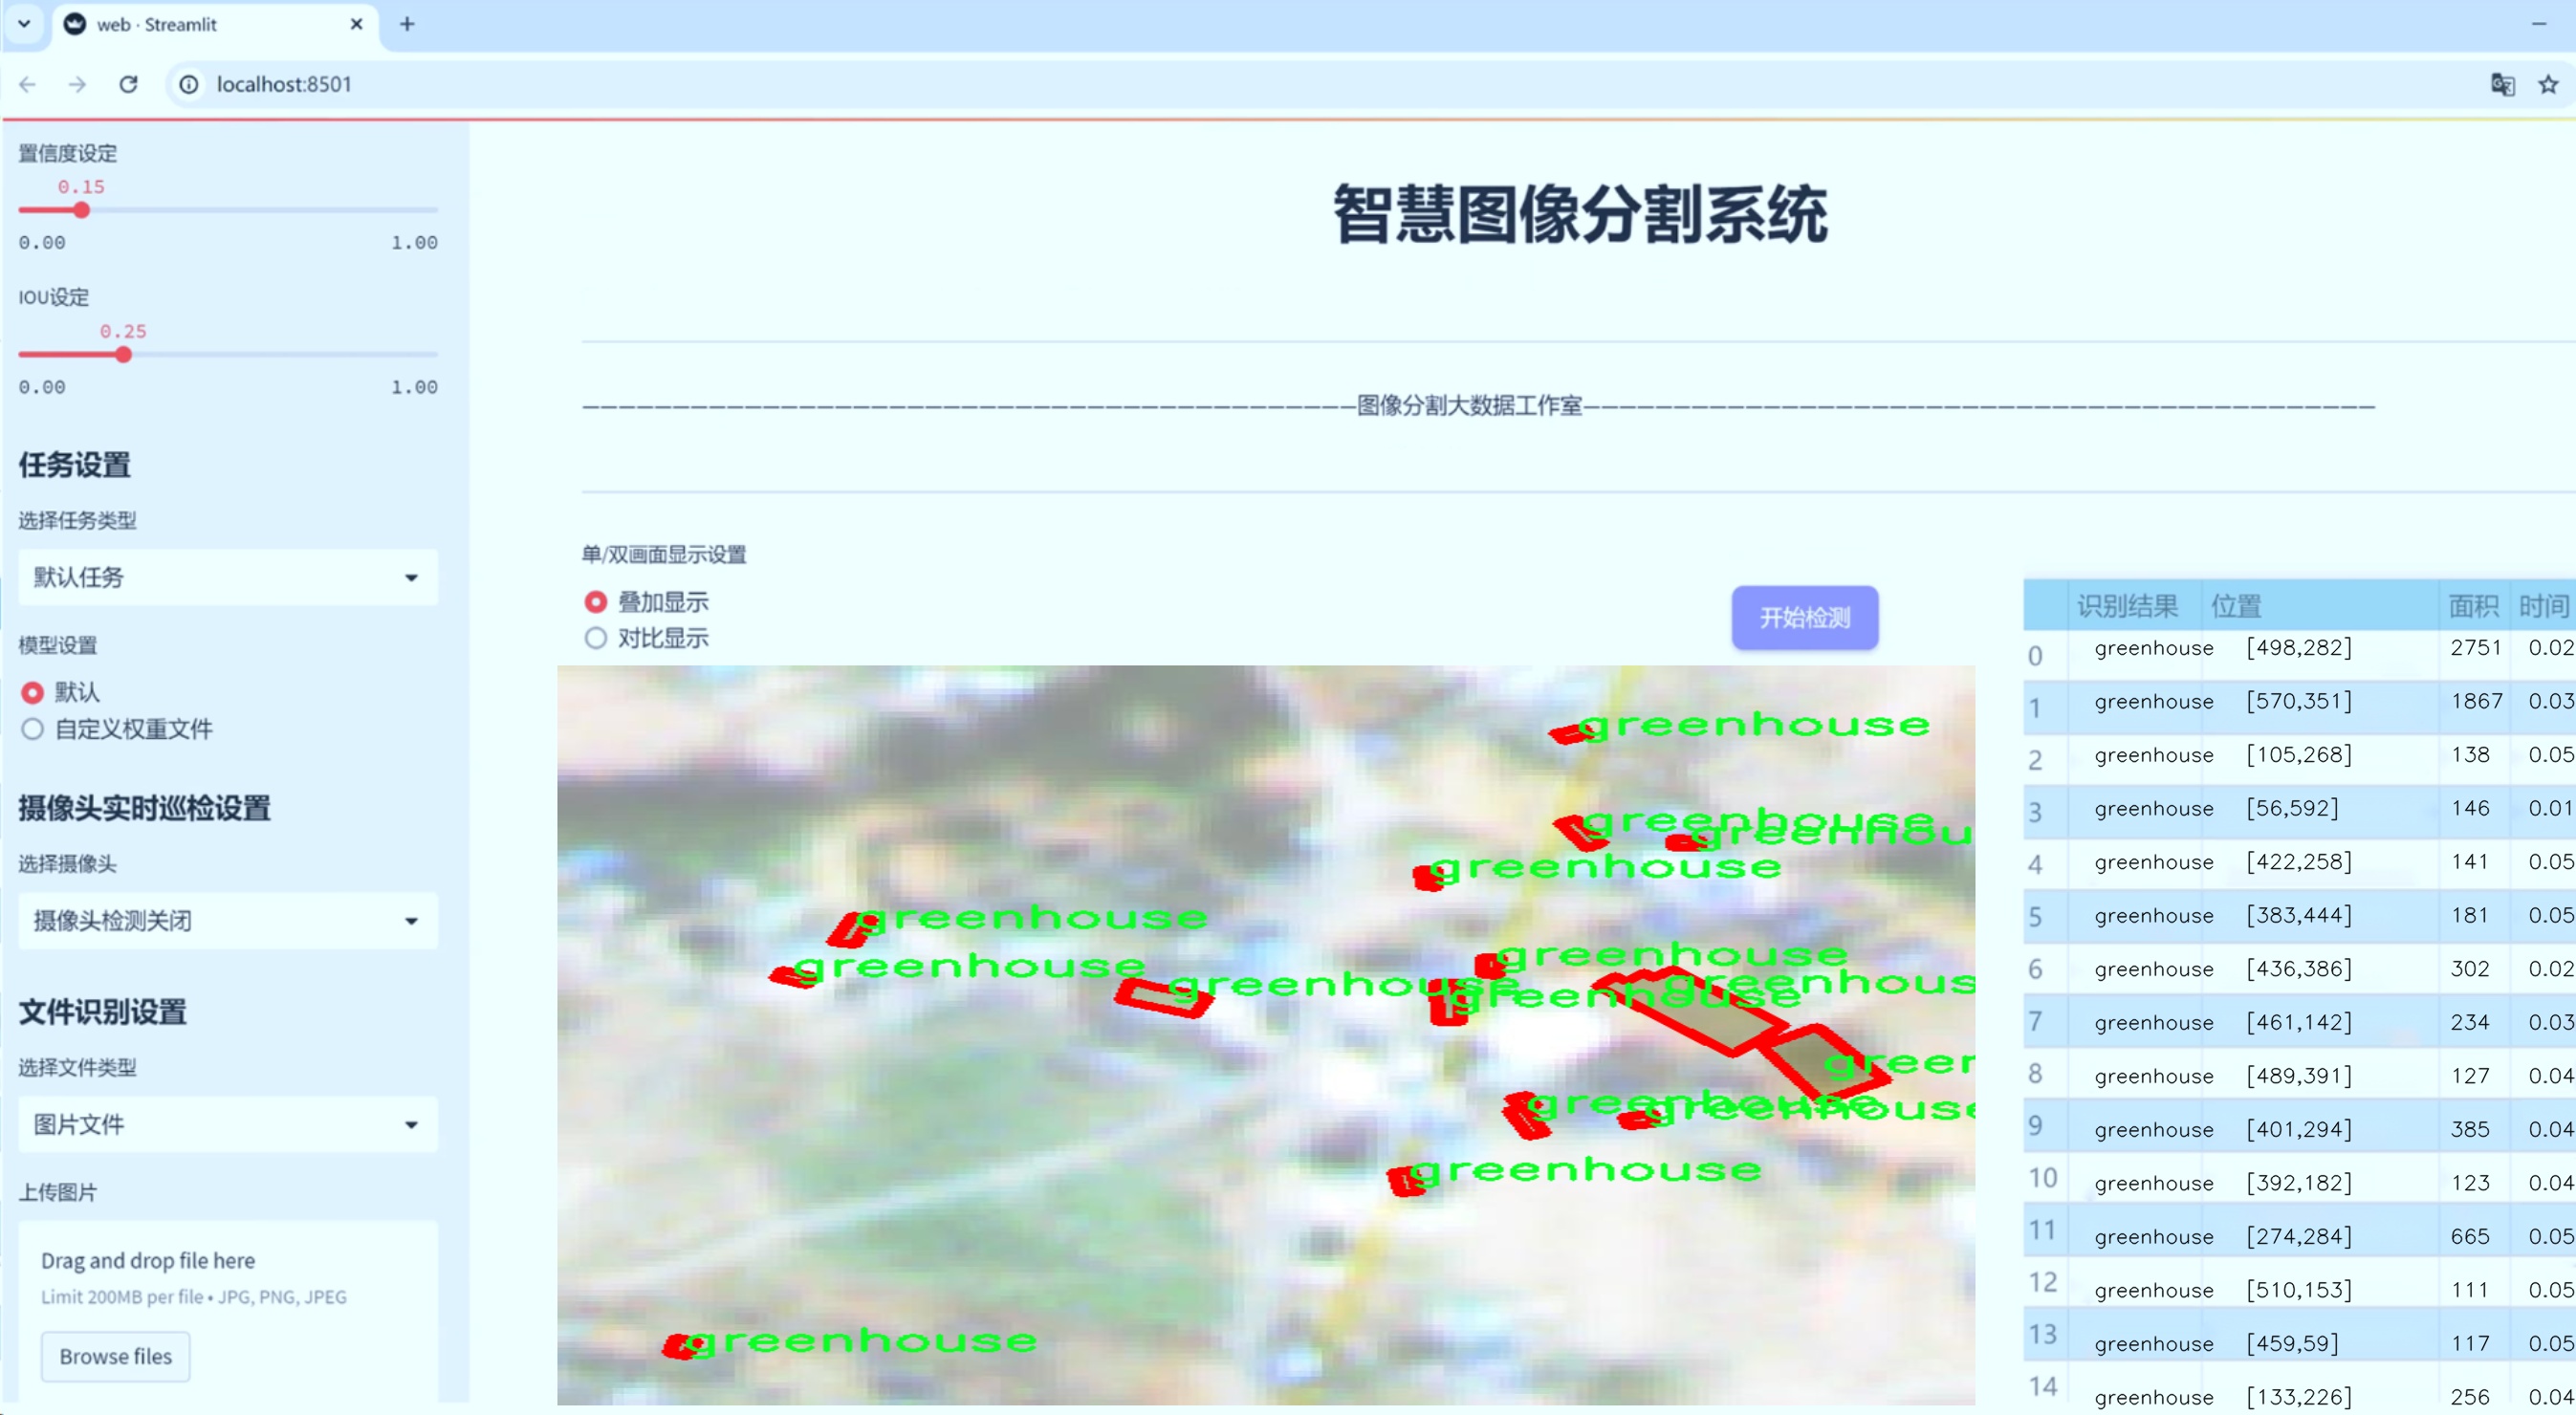 web · Streamlit
localhost:8501
置信度设定
0.15
0.00 1.00
IOU设定
0.25
0.00 1.00
任务设置
选择任务类型
默认任务
模型设置
默认
自定义权重文件
摄像头实时巡检设置
选择摄像头
摄像头检测关闭
文件识别设置
选择文件类型
图片文件
上传图片
Drag and drop file here
Limit 200MB per file • JPG, PNG, JPEG
Browse files
智慧图像分割系统
图像分割大数据工作室
单/双画面显示设置
叠加显示
对比显示
开始检测
greenhouse
greenhouse
greenhou
greenhouse
greenhouse
greenhouse
greenhouse
greenhouse
greenhouse
greenhous
green
greenhouse
greenhouse
greenhouse
greenhouse
识别结果 位置 面积 时间
0 greenhouse [498,282] 2751 0.02
1 greenhouse [570,351] 1867 0.03
2 greenhouse [105,268] 138 0.05
3 greenhouse [56,592] 146 0.01
4 greenhouse [422,258] 141 0.05
5 greenhouse [383,444] 181 0.05
6 greenhouse [436,386] 302 0.02
7 greenhouse [461,142] 234 0.03
8 greenhouse [489,391] 127 0.04
9 greenhouse [401,294] 385 0.04
10 greenhouse [392,182] 123 0.04
11 greenhouse [274,284] 665 0.05
12 greenhouse [510,153] 111 0.05
13 greenhouse [459,59] 117 0.05
14 greenhouse [133,226] 256 0.04